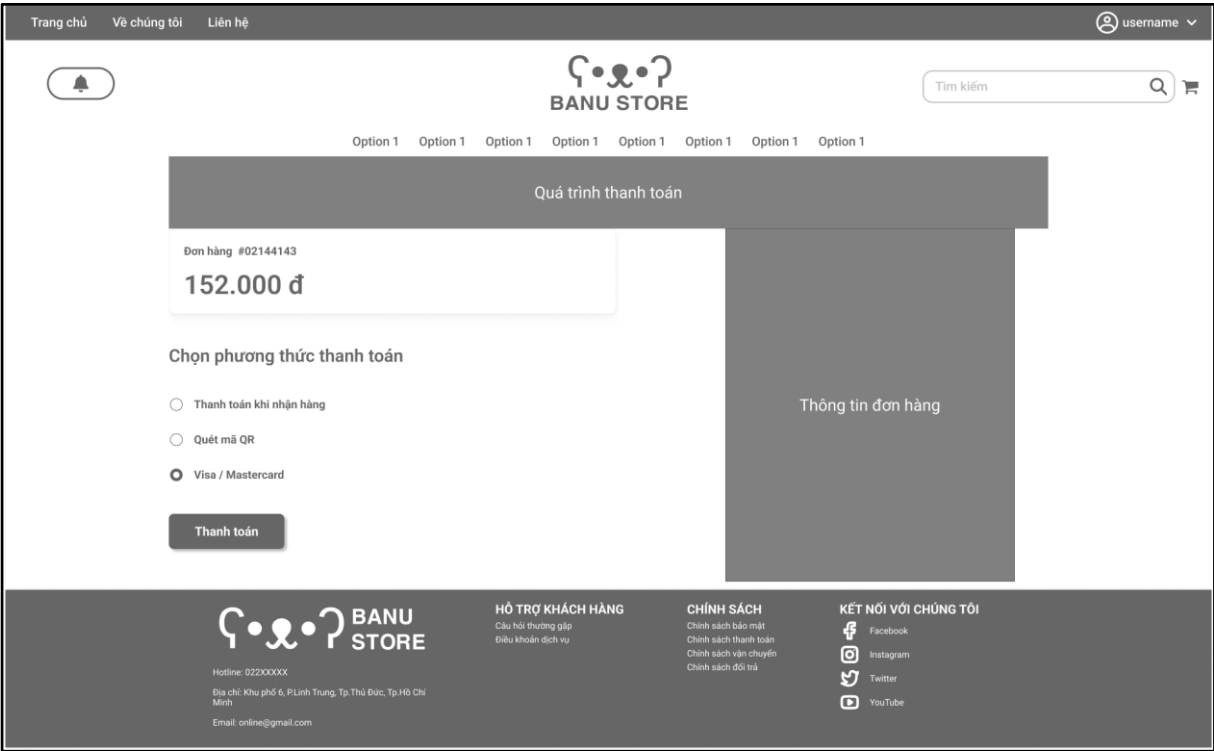 Trang chủ Về chúng tôi Liên hệ username
BANU STORE
Tìm kiếm
Option 1 Option 1 Option 1 Option 1 Option 1 Option 1 Option 1 Option 1
Quá trình thanh toán
Đơn hàng #02144143
152.000 đ
Chọn phương thức thanh toán
Thanh toán khi nhận hàng
Quét mã QR
Visa / Mastercard
Thanh toán
Thông tin đơn hàng
BANU
STORE
Hotline: 022XXXXX
Địa chỉ: Khu phố 6, P.Linh Trung, Tp.Thủ Đức, Tp.Hồ Chí
Minh
Email: online@gmail.com
HỖ TRỢ KHÁCH HÀNG
Câu hỏi thường gặp
Điều khoản dịch vụ
CHÍNH SÁCH
Chính sách bảo mật
Chính sách thanh toán
Chính sách vận chuyển
Chính sách đổi trả
KẾT NỐI VỚI CHÚNG TÔI
Facebook
Instagram
Twitter
YouTube